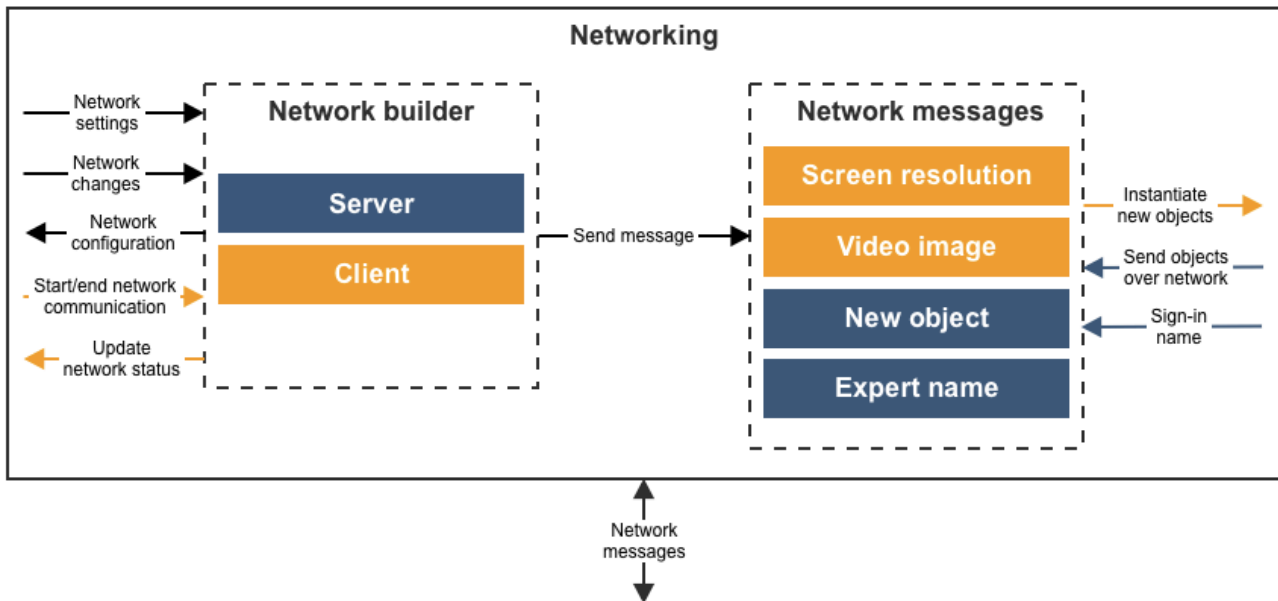 Networking
Network builder
Network messages
Network
settings
Network
changes
Network
configuration
Start/end network
communication
Update
network status
Server
Client
Send message
Screen resolution
Video image
New object
Expert name
Instantiate
new objects
Send objects
over network
Sign-in
name
Network
messages